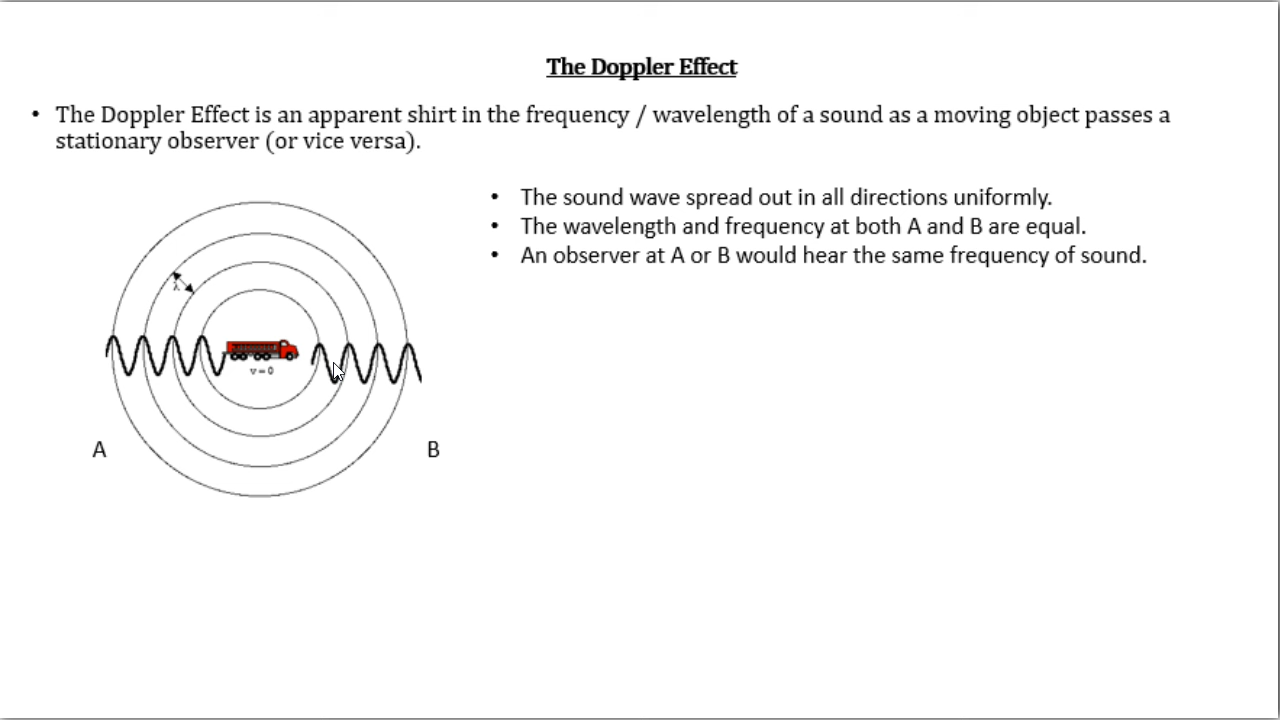 The Doppler Effect
• The Doppler Effect is an apparent shirt in the frequency / wavelength of a sound as a moving object passes a
stationary observer (or vice versa).
• The sound wave spread out in all directions uniformly.
• The wavelength and frequency at both A and B are equal.
• An observer at A or B would hear the same frequency of sound.
λ
v = 0
A
B